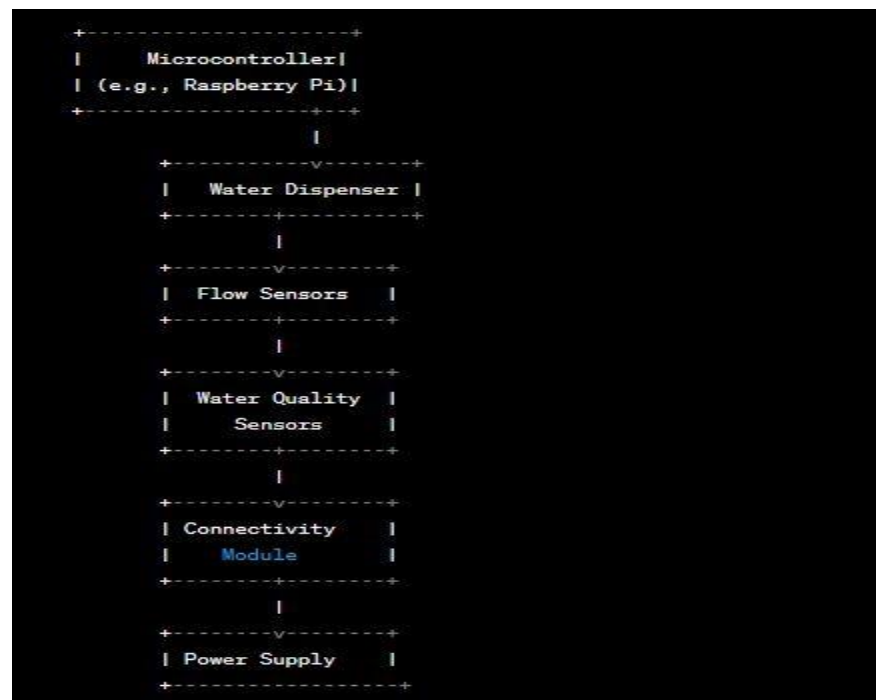 +----------------------+
|     Microcontroller|
| (e.g., Raspberry Pi)|
+-------------------+--+
|
+-----------v--------+
|   Water Dispenser |
+---------+----------+
|
+---------v---------+
|  Flow Sensors   |
+---------+---------+
|
+---------v---------+
|  Water Quality  |
|     Sensors     |
+---------+---------+
|
+---------v---------+
| Connectivity    |
|    Module       |
+---------+---------+
|
+---------v---------+
| Power Supply    |
+-------------------+